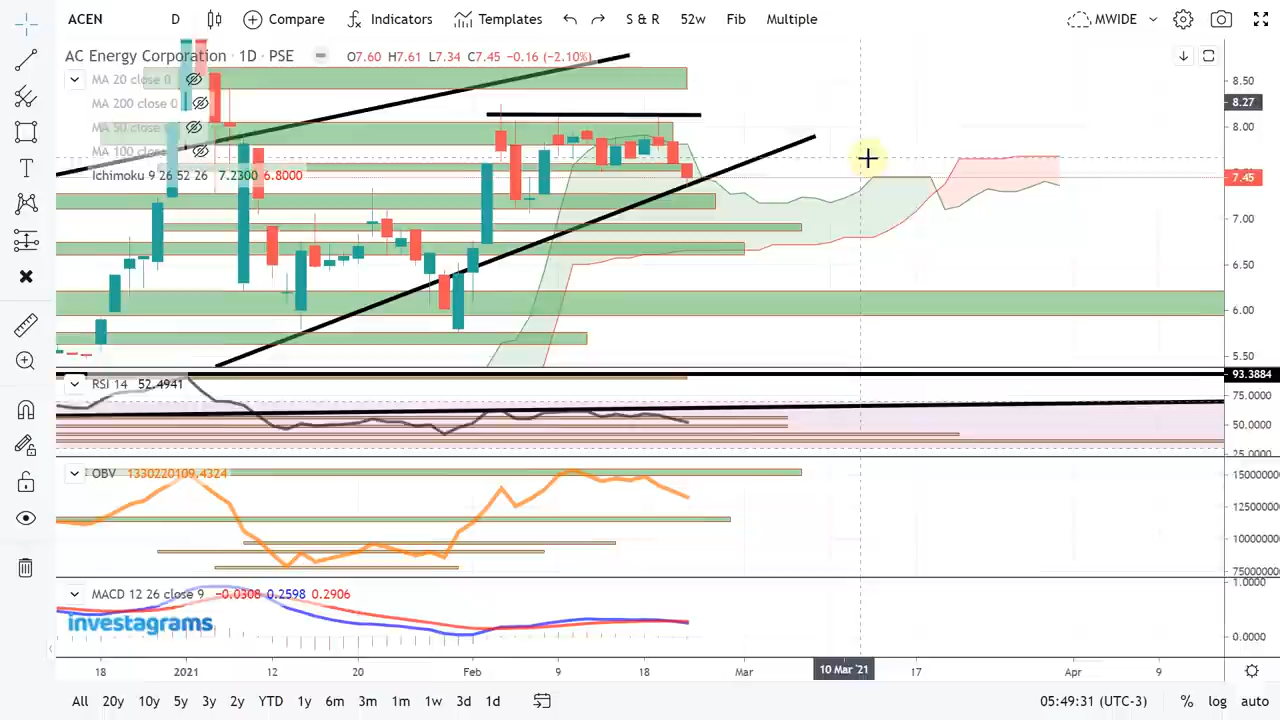 ACEN D Compare Indicators Templates S & R 52w Fib Multiple MWIDE
AC Energy Corporation · 1D · PSE O7.60 H7.61 L7.34 C7.45 −0.16 (−2.10%)
MA 20 close 0
MA 200 close 0
MA 50 close 0
MA 100 close 0
Ichimoku 9 26 52 26 7.2300 6.8000
8.50
8.27
8.00
7.45
7.00
6.50
6.00
5.50
RSI 14 52.4941
93.3884
75.0000
50.0000
25.0000
OBV 1330220109.4324
MACD 12 26 close 9 −0.0308 0.2598 0.2906
1.0000
investagrams
0.0000
18 2021 12 20 Feb 9 18 Mar 10 Mar '21 17 Apr 9
All 20y 10y 5y 3y 2y YTD 1y 6m 3m 1m 1w 3d 1d 05:49:31 (UTC-3) % log auto